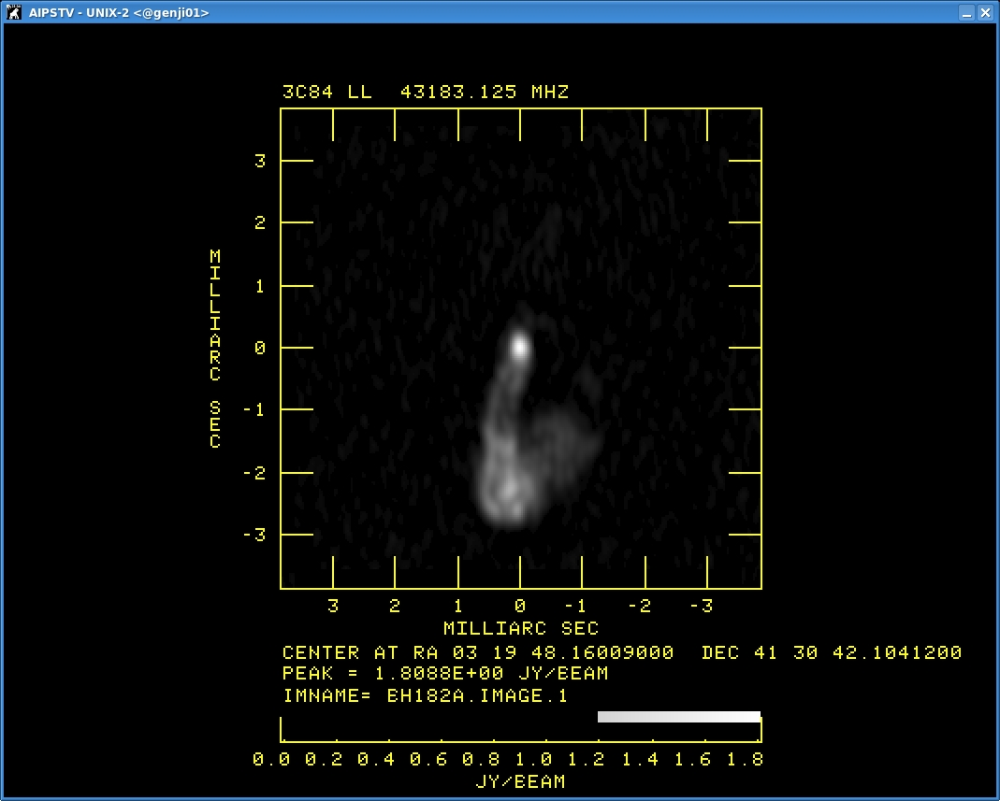 AIPSTV - UNIX-2 <@genji01>
3C84 LL  43183.125 MHZ
3
2
1
0
-1
-2
-3
MILLIARC SEC
3 2 1 0 -1 -2 -3
MILLIARC SEC
CENTER AT RA 03 19 48.16009000  DEC 41 30 42.1041200
PEAK = 1.8088E+00 JY/BEAM
IMNAME= BH182A.IMAGE.1
0.0 0.2 0.4 0.6 0.8 1.0 1.2 1.4 1.6 1.8
JY/BEAM